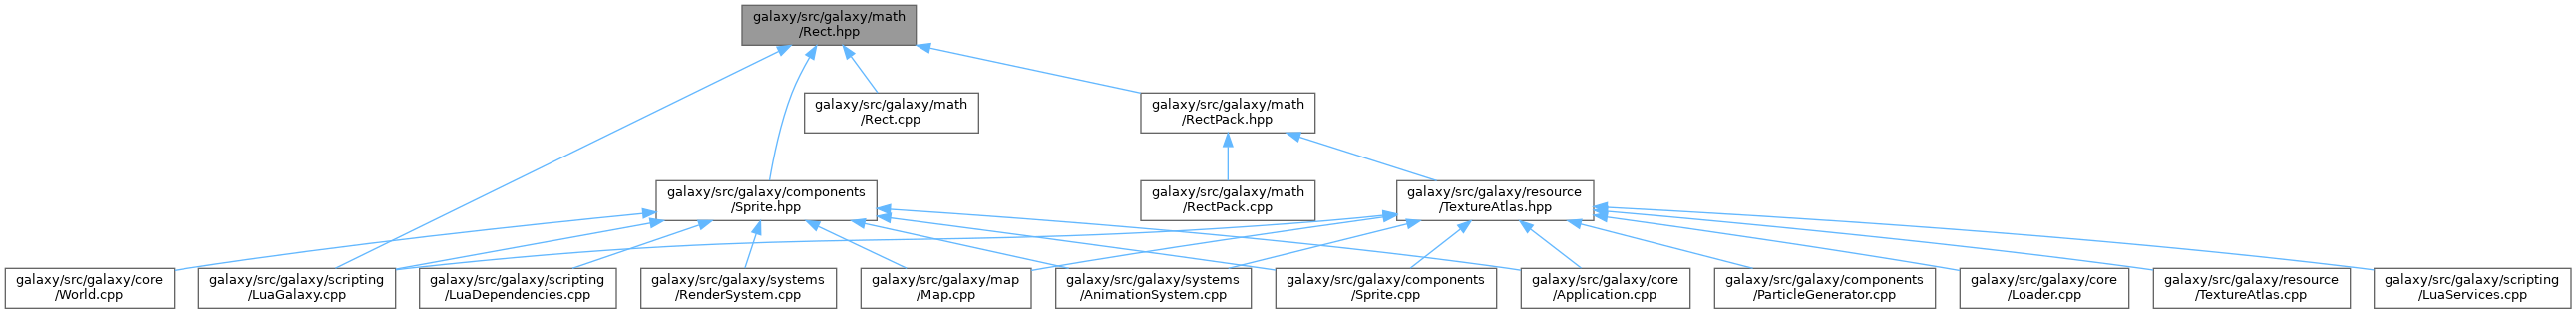 galaxy/src/galaxy/math
/Rect.hpp
galaxy/src/galaxy/math
/Rect.cpp
galaxy/src/galaxy/math
/RectPack.hpp
galaxy/src/galaxy/components
/Sprite.hpp
galaxy/src/galaxy/math
/RectPack.cpp
galaxy/src/galaxy/resource
/TextureAtlas.hpp
galaxy/src/galaxy/core
/World.cpp
galaxy/src/galaxy/scripting
/LuaGalaxy.cpp
galaxy/src/galaxy/scripting
/LuaDependencies.cpp
galaxy/src/galaxy/systems
/RenderSystem.cpp
galaxy/src/galaxy/map
/Map.cpp
galaxy/src/galaxy/systems
/AnimationSystem.cpp
galaxy/src/galaxy/components
/Sprite.cpp
galaxy/src/galaxy/core
/Application.cpp
galaxy/src/galaxy/components
/ParticleGenerator.cpp
galaxy/src/galaxy/core
/Loader.cpp
galaxy/src/galaxy/resource
/TextureAtlas.cpp
galaxy/src/galaxy/scripting
/LuaServices.cpp